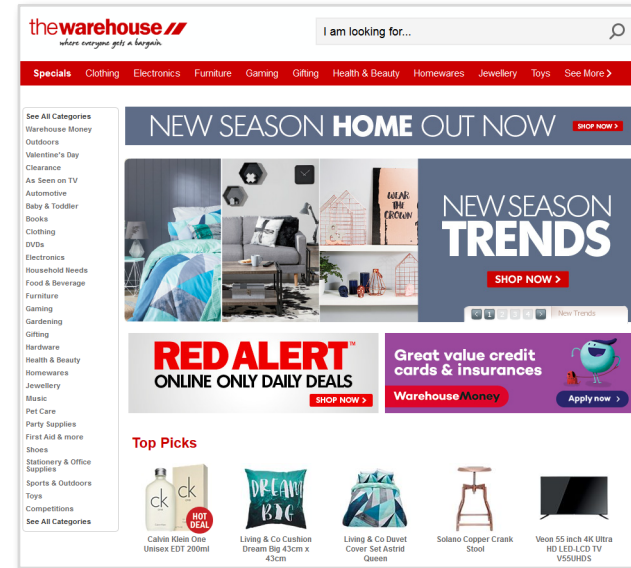 thewarehouse
where everyone gets a bargain
I am looking for...
Specials Clothing Electronics Furniture Gaming Gifting Health & Beauty Homewares Jewellery Toys See More >
See All Categories
Warehouse Money
Outdoors
Valentine's Day
Clearance
As Seen on TV
Automotive
Baby & Toddler
Books
Clothing
DVDs
Electronics
Household Needs
Food & Beverage
Furniture
Gaming
Gardening
Gifting
Hardware
Health & Beauty
Homewares
Jewellery
Music
Pet Care
Party Supplies
First Aid & more
Shoes
Stationery & Office
Supplies
Sports & Outdoors
Toys
Competitions
See All Categories
NEW SEASON HOME OUT NOW
SHOP NOW >
WEAR
THE
CROWN
NEW SEASON
TRENDS
SHOP NOW >
< 1 2 3 4 >
New Trends
RED ALERT™
ONLINE ONLY DAILY DEALS
SHOP NOW >
Great value credit
cards & insurances
WarehouseMoney
Apply now >
Top Picks
ck
ck
HOT
DEAL
Calvin Klein One
Unisex EDT 200ml
DREAM
BIG
Living & Co Cushion
Dream Big 43cm x
43cm
Living & Co Duvet
Cover Set Astrid
Queen
Solano Copper Crank
Stool
Veon 55 inch 4K Ultra
HD LED-LCD TV
V55UHDS